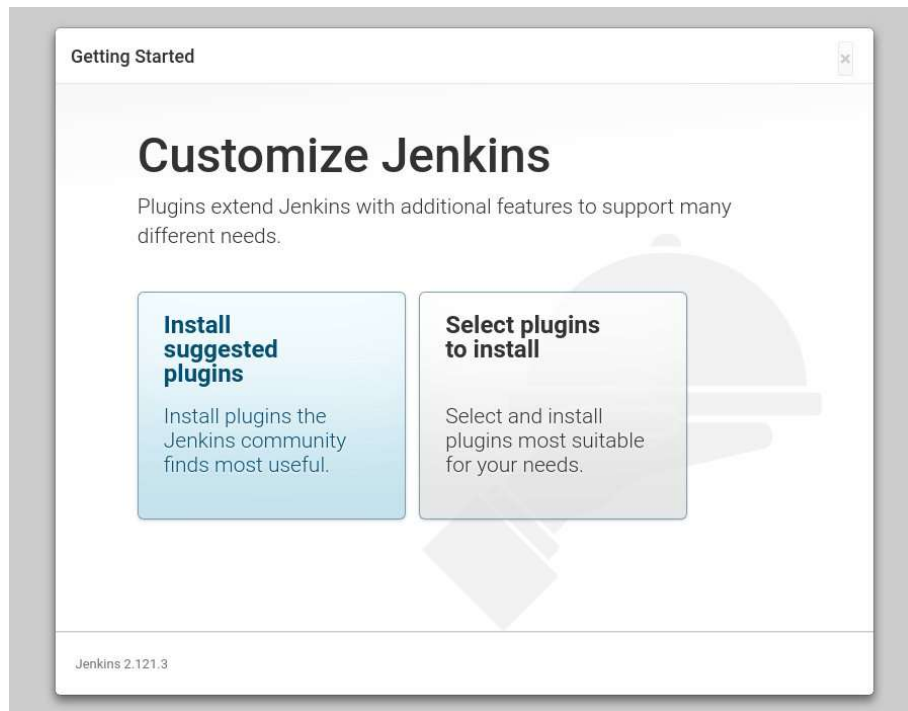 Getting Started
×
Customize Jenkins
Plugins extend Jenkins with additional features to support many
different needs.
Install
suggested
plugins
Install plugins the
Jenkins community
finds most useful.
Select plugins
to install
Select and install
plugins most suitable
for your needs.
Jenkins 2.121.3